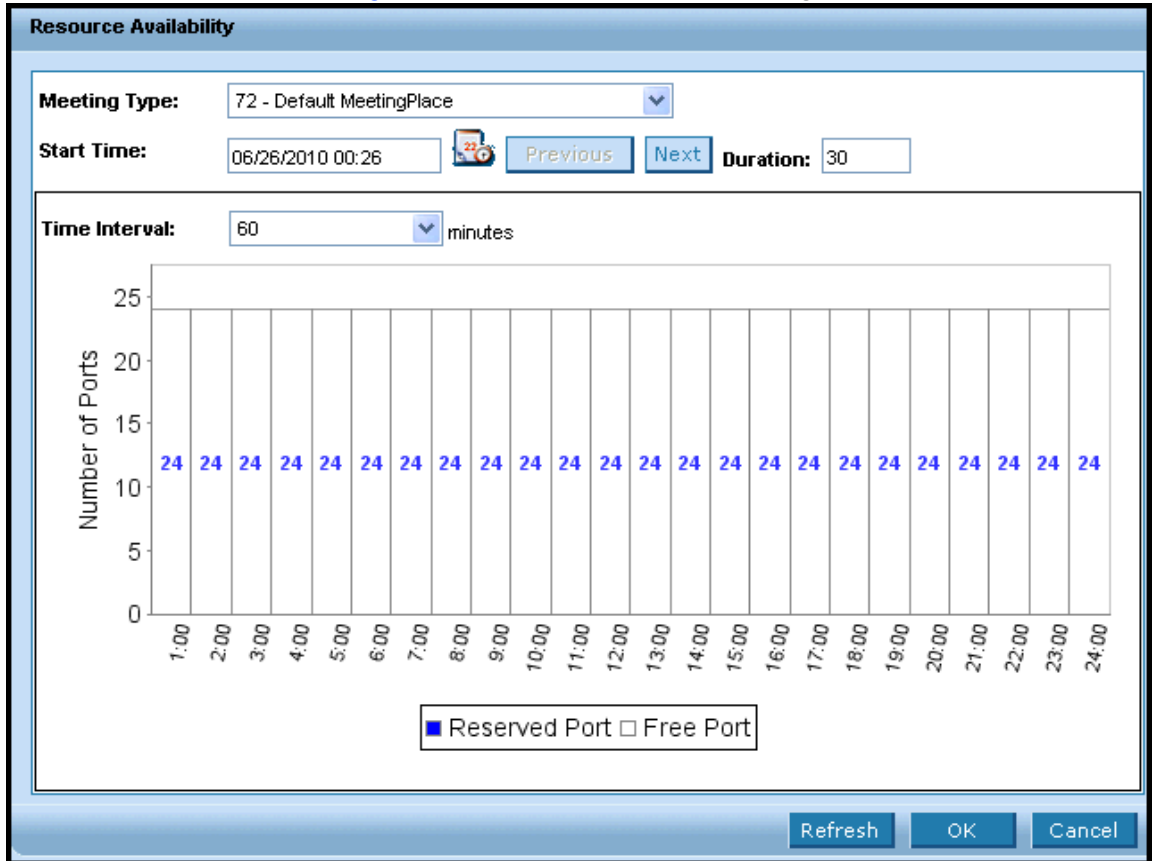 Resource Availability
Meeting Type: 72 - Default MeetingPlace
Start Time: 06/26/2010 00:26 22 Previous Next Duration: 30
Time Interval: 60 minutes
Number of Ports
25
20
15
10
5
0
24 24 24 24 24 24 24 24 24 24 24 24 24 24 24 24 24 24 24 24 24 24 24 24
1:00 2:00 3:00 4:00 5:00 6:00 7:00 8:00 9:00 10:00 11:00 12:00 13:00 14:00 15:00 16:00 17:00 18:00 19:00 20:00 21:00 22:00 23:00 24:00
Reserved Port Free Port
Refresh OK Cancel